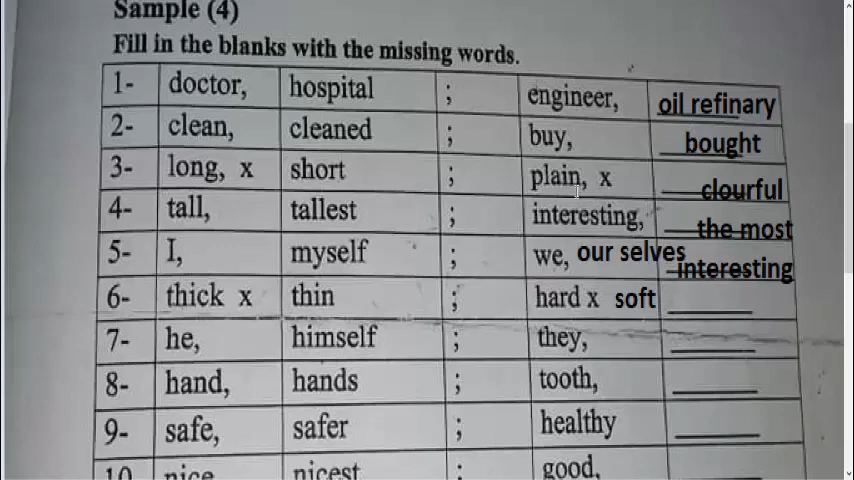 Sample (4)
Fill in the blanks with the missing words.
1- doctor, hospital ; engineer, oil refinary
2- clean, cleaned ; buy, bought
3- long, x short ; plain, x clourful
4- tall, tallest ; interesting, the most
5- I, myself ; we, our selves interesting
6- thick x thin ; hard x soft
7- he, himself ; they,
8- hand, hands ; tooth,
9- safe, safer ; healthy
10 nice nicest : good,